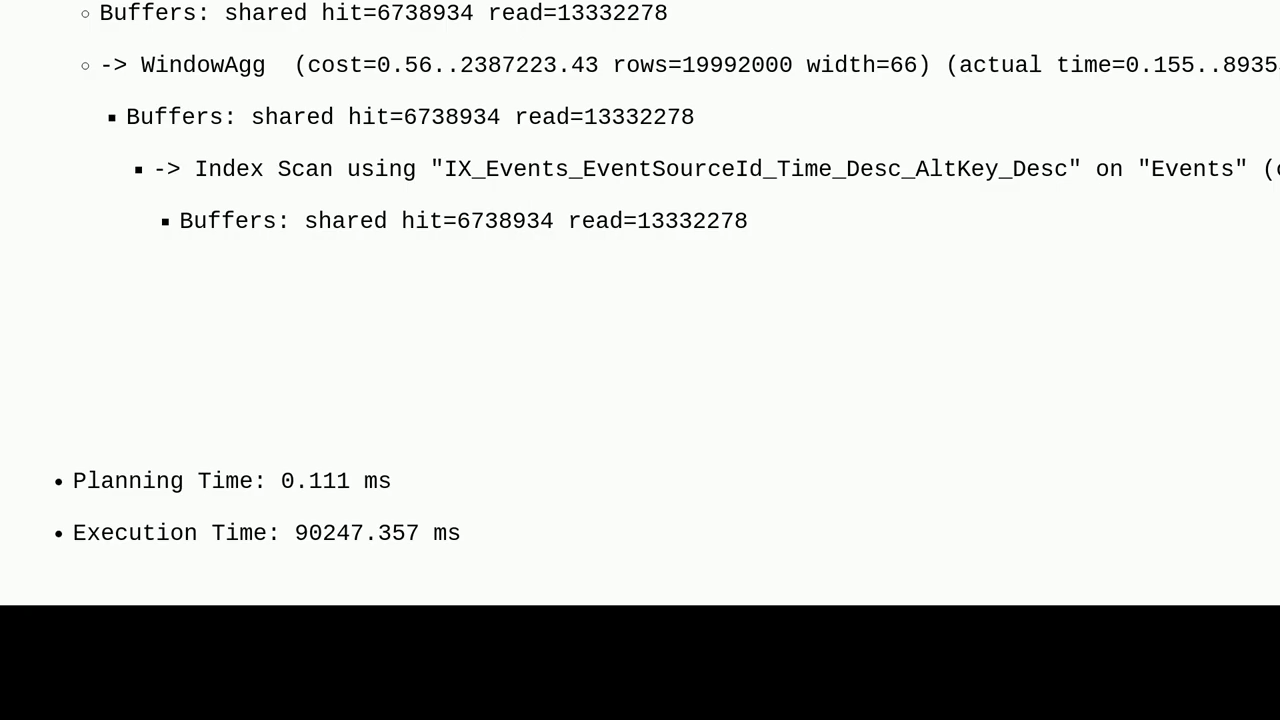 Buffers: shared hit=6738934 read=13332278
-> WindowAgg  (cost=0.56..2387223.43 rows=19992000 width=66) (actual time=0.155..8935
Buffers: shared hit=6738934 read=13332278
-> Index Scan using "IX_Events_EventSourceId_Time_Desc_AltKey_Desc" on "Events" (c
Buffers: shared hit=6738934 read=13332278
Planning Time: 0.111 ms
Execution Time: 90247.357 ms